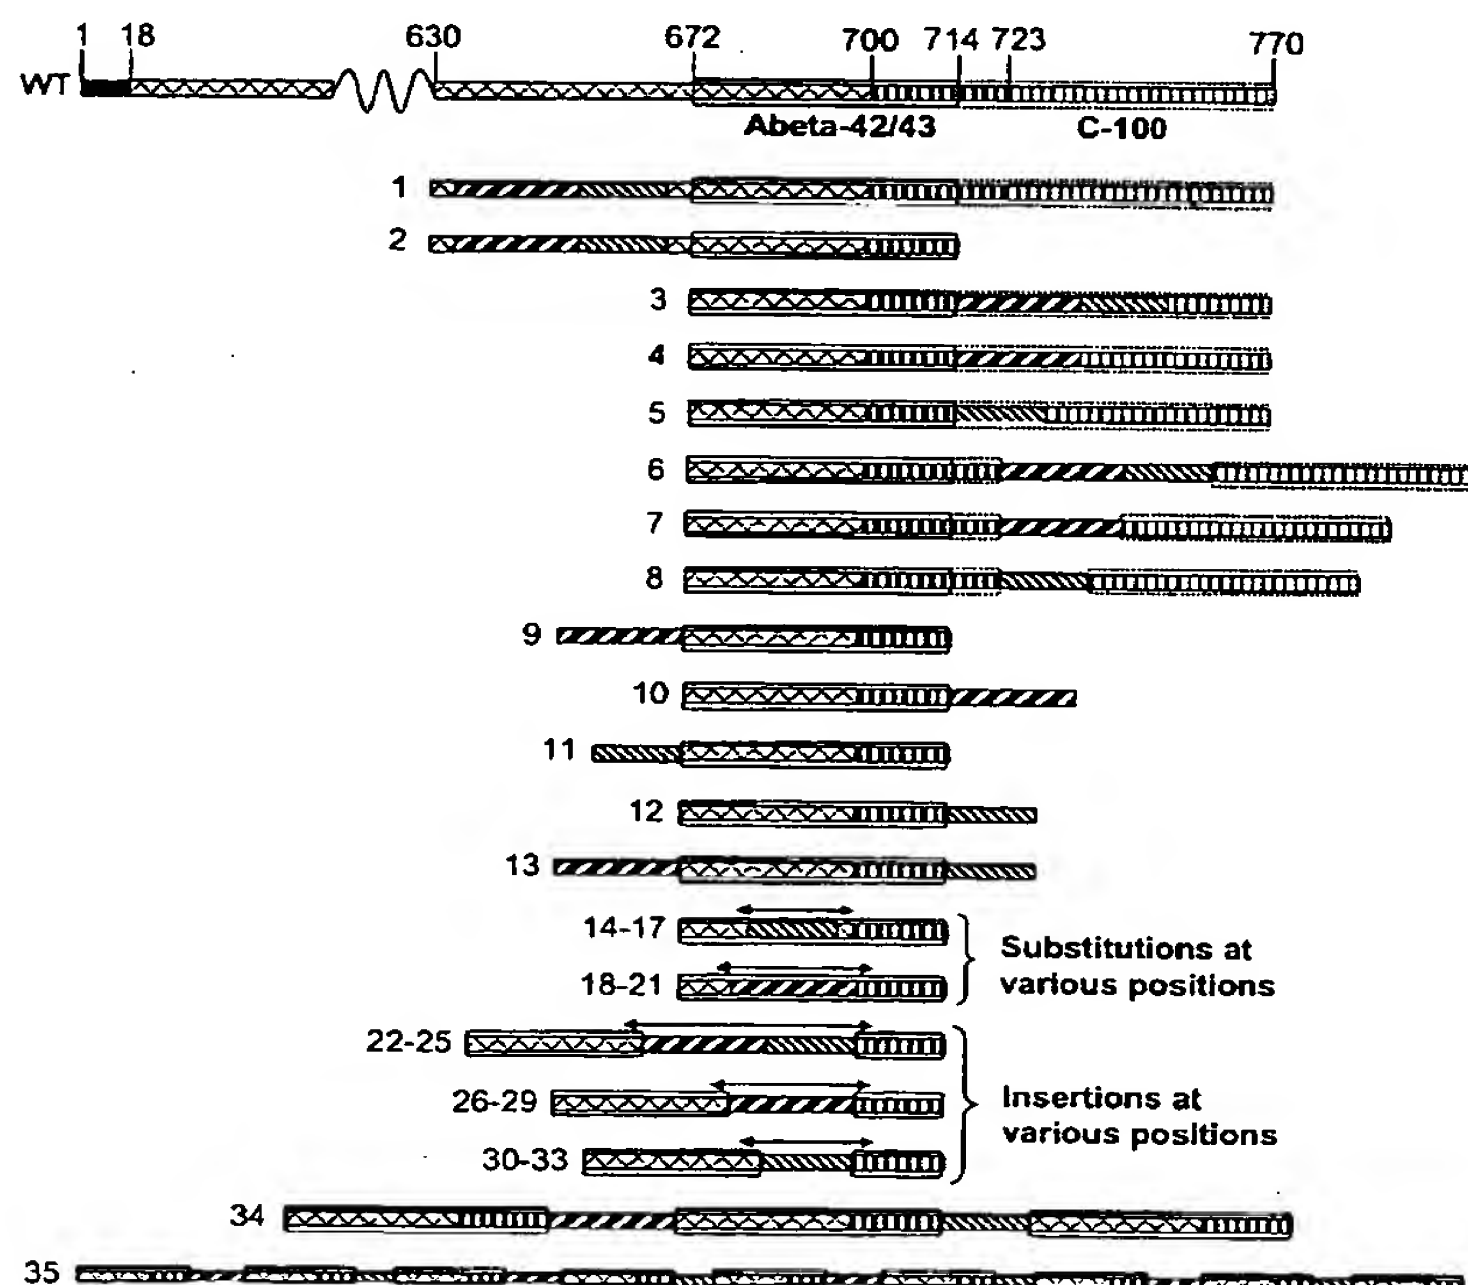 1 18 630 672 700 714 723 770
WT
Abeta-42/43 C-100
1
2
3
4
5
6
7
8
9
10
11
12
13
14-17
Substitutions at
various positions
18-21
22-25
26-29
Insertions at
various positions
30-33
34
35